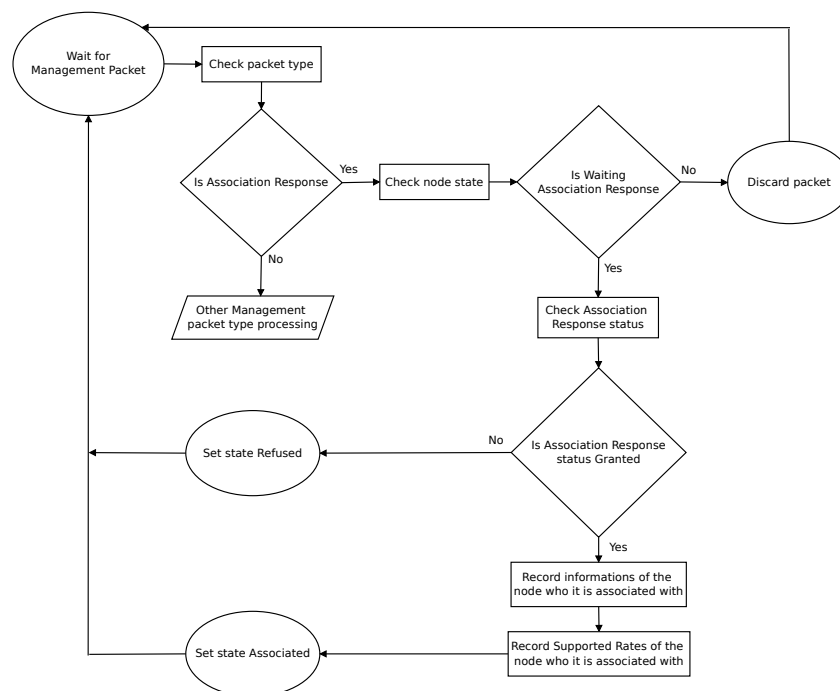 Wait for
Management Packet
Check packet type
Is Association Response
Yes
Check node state
Is Waiting
Association Response
No
Discard packet
No
Yes
Other Management
packet type processing
Check Association
Response status
Set state Refused
No
Is Association Response
status Granted
Yes
Record informations of the
node who it is associated with
Record Supported Rates of the
node who it is associated with
Set state Associated